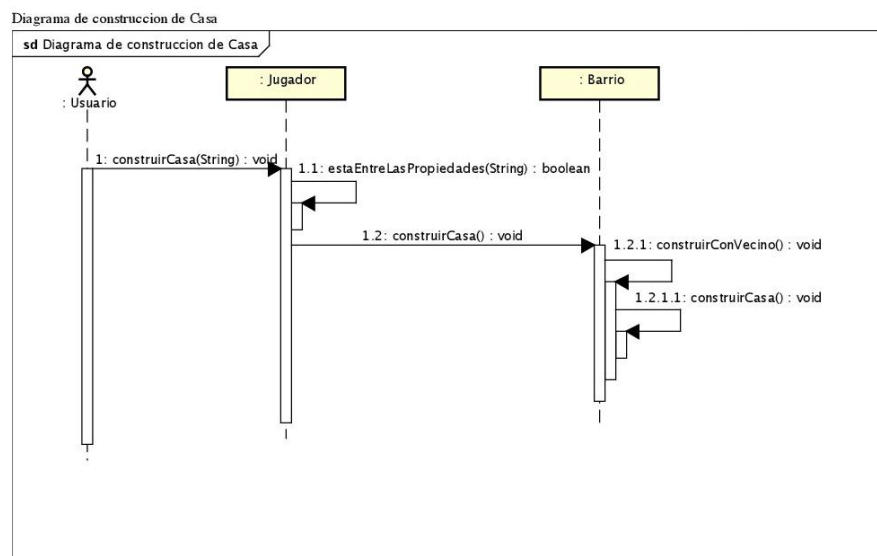 Diagrama de construccion de Casa
sd Diagrama de construccion de Casa
: Usuario
: Jugador
: Barrio
1: construirCasa(String) : void
1.1: estaEntreLasPropiedades(String) : boolean
1.2: construirCasa() : void
1.2.1: construirConVecino() : void
1.2.1.1: construirCasa() : void